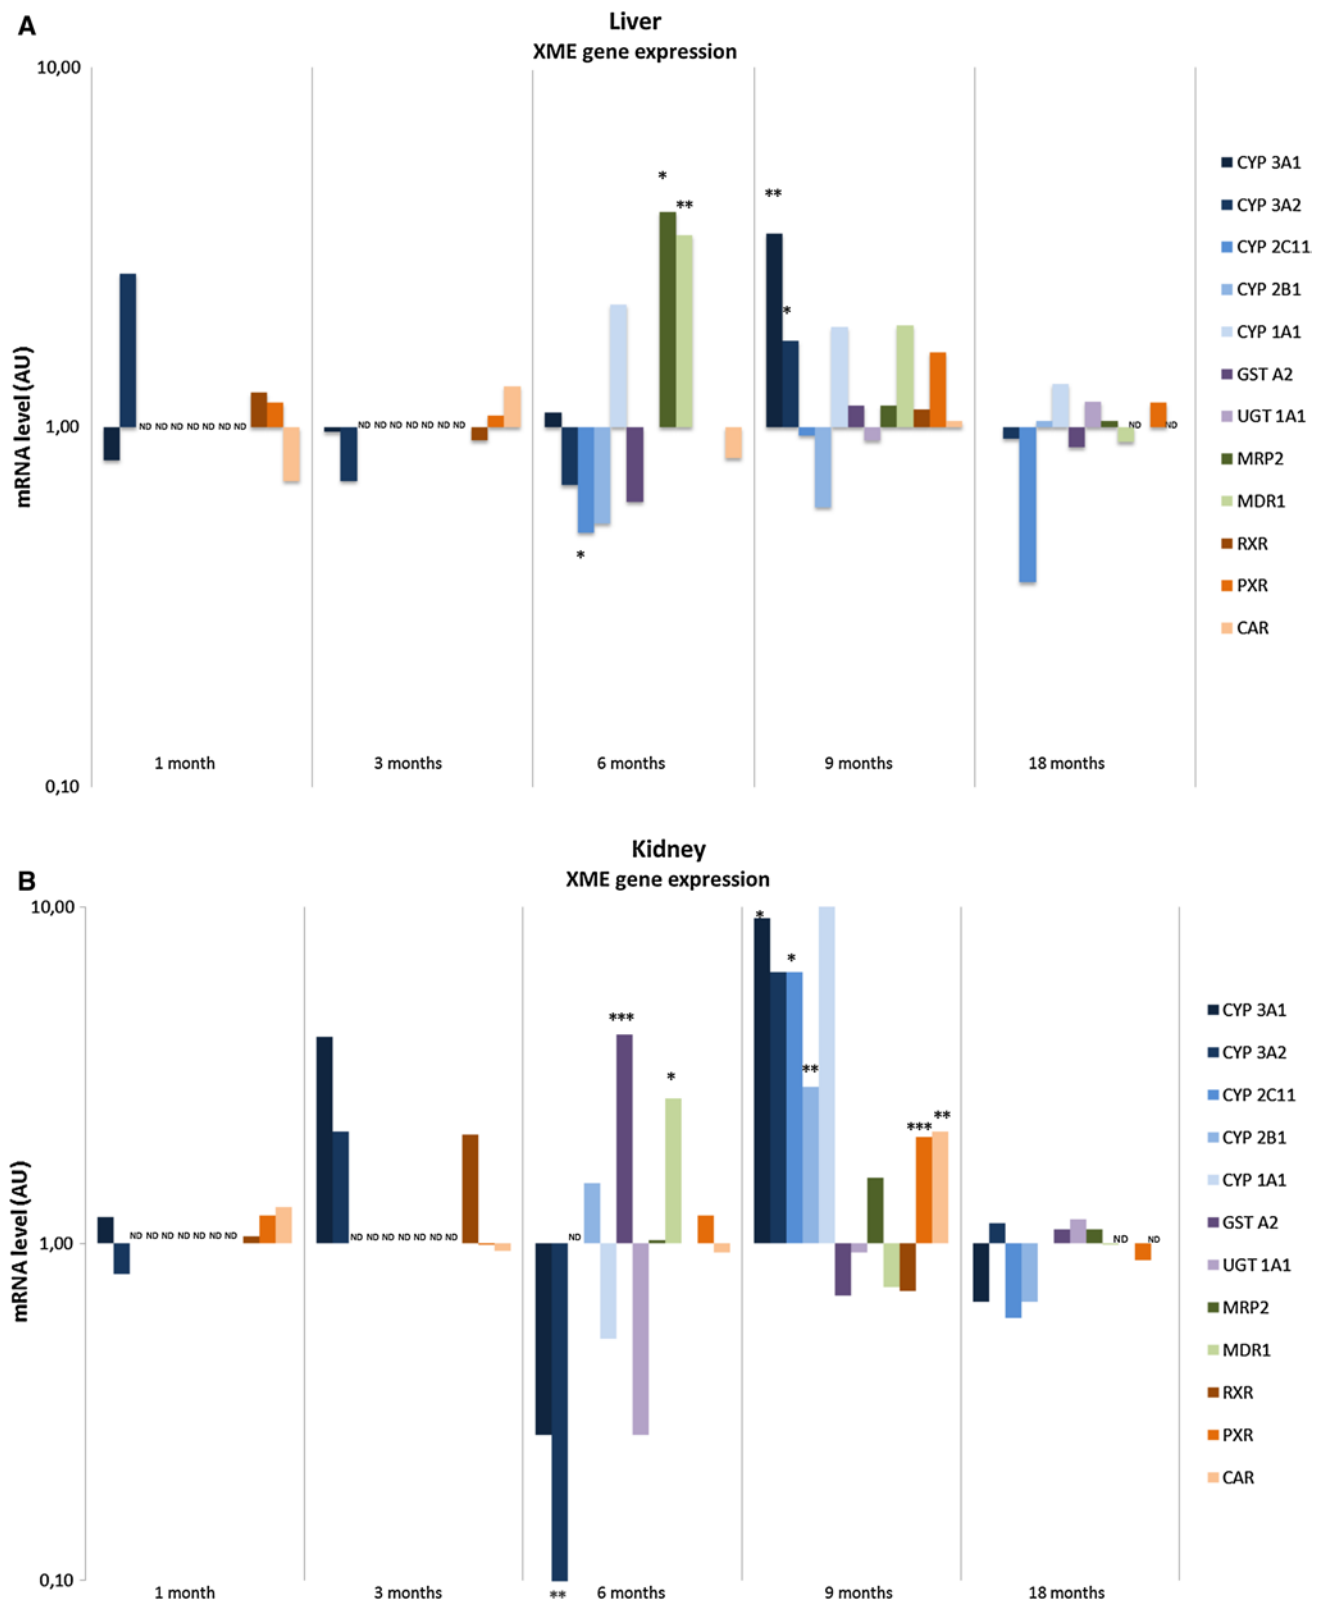 A
Liver
XME gene expression
10,00
1,00
0,10
mRNA level (AU)
*
**
**
*
*
ND ND ND ND ND ND ND
ND ND ND ND ND ND ND
ND
ND
1 month
3 months
6 months
9 months
18 months
CYP 3A1
CYP 3A2
CYP 2C11
CYP 2B1
CYP 1A1
GST A2
UGT 1A1
MRP2
MDR1
RXR
PXR
CAR
B
Kidney
XME gene expression
10,00
1,00
0,10
mRNA level (AU)
*
*
***
*
**
***
**
ND ND ND ND ND ND ND
ND ND ND ND ND ND ND
ND
ND
ND
**
1 month
3 months
6 months
9 months
18 months
CYP 3A1
CYP 3A2
CYP 2C11
CYP 2B1
CYP 1A1
GST A2
UGT 1A1
MRP2
MDR1
RXR
PXR
CAR